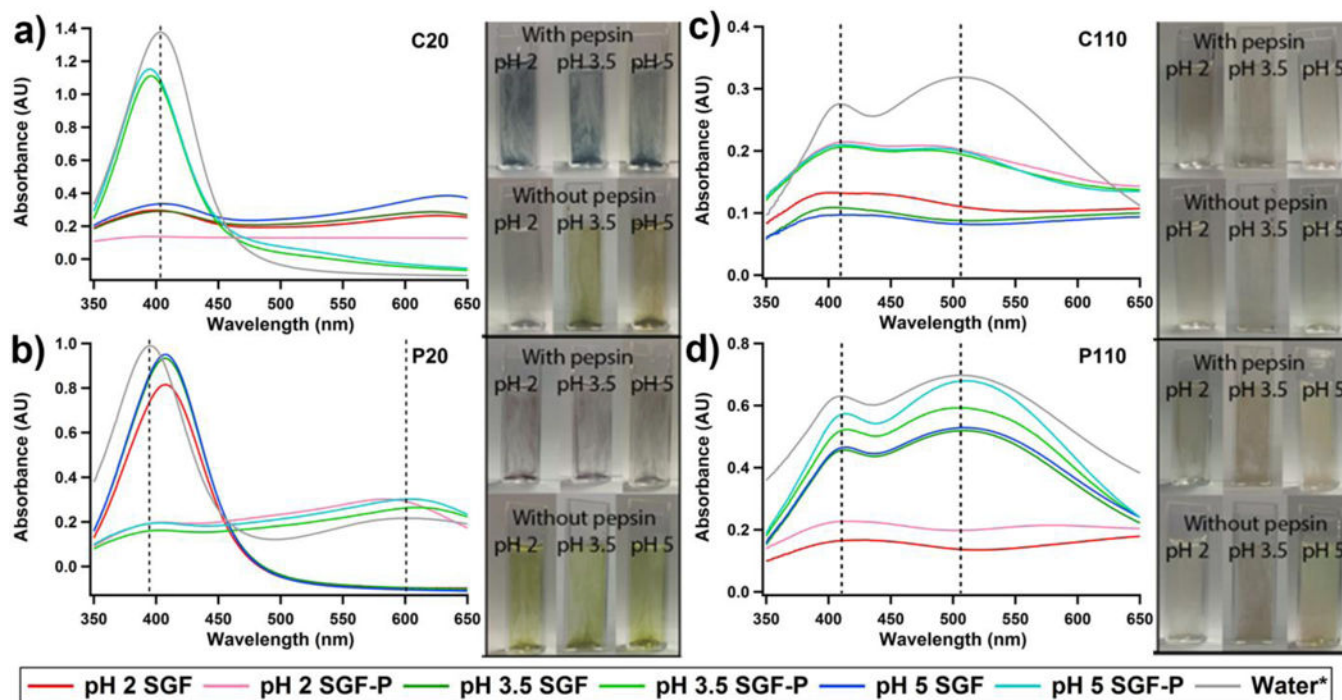 a)
C20
Absorbance (AU)
1.4
1.2
1.0
0.8
0.6
0.4
0.2
0.0
350 400 450 500 550 600 650
Wavelength (nm)
With pepsin
pH 2 pH 3.5 pH 5
Without pepsin
pH 2 pH 3.5 pH 5
c)
C110
Absorbance (AU)
0.4
0.3
0.2
0.1
0.0
350 400 450 500 550 600 650
Wavelength (nm)
With pepsin
pH 2 pH 3.5 pH 5
Without pepsin
pH 2 pH 3.5 pH 5
b)
P20
Absorbance (AU)
1.0
0.8
0.6
0.4
0.2
0.0
350 400 450 500 550 600 650
Wavelength (nm)
With pepsin
pH 2 pH 3.5 pH 5
Without pepsin
pH 2 pH 3.5 pH 5
d)
P110
Absorbance (AU)
0.8
0.6
0.4
0.2
0.0
350 400 450 500 550 600 650
Wavelength (nm)
With pepsin
pH 2 pH 3.5 pH 5
Without pepsin
pH 2 pH 3.5 pH 5
pH 2 SGF pH 2 SGF-P pH 3.5 SGF pH 3.5 SGF-P pH 5 SGF pH 5 SGF-P Water*